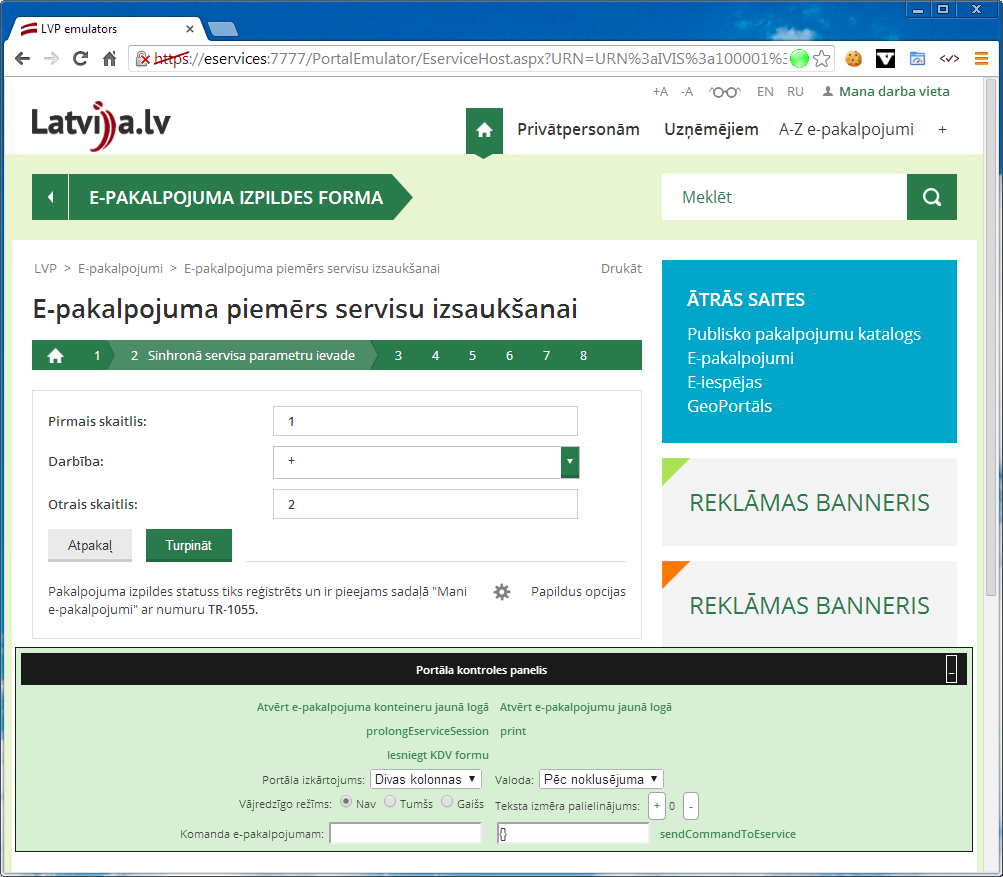 LVP emulators
https://eservices:7777/PortalEmulator/EserviceHost.aspx?URN=URN%3aIVIS%3a100001%3
+A -A EN RU Mana darba vieta
Latvija.lv
Privātpersonām Uzņēmējiem A-Z e-pakalpojumi +
E-PAKALPOJUMA IZPILDES FORMA
Meklēt
LVP > E-pakalpojumi > E-pakalpojuma piemērs servisu izsaukšanai Drukāt
E-pakalpojuma piemērs servisu izsaukšanai
1 2 Sinhronā servisa parametru ievade 3 4 5 6 7 8
Pirmais skaitlis: 1
Darbība: +
Otrais skaitlis: 2
Atpakaļ Turpināt
Pakalpojuma izpildes statuss tiks reģistrēts un ir pieejams sadaļā "Mani
e-pakalpojumi" ar numuru TR-1055.
Papildus opcijas
ĀTRĀS SAITES
Publisko pakalpojumu katalogs
E-pakalpojumi
E-iespējas
GeoPortāls
REKLĀMAS BANNERIS
REKLĀMAS BANNERIS
Portāla kontroles panelis -
Atvērt e-pakalpojuma konteineru jaunā logā Atvērt e-pakalpojumu jaunā logā
prolongEserviceSession print
Iesniegt KDV formu
Portāla izkārtojums: Divas kolonnas Valoda: Pēc noklusējuma
Vājredzīgo režīms: Nav Tumšs Gaišs Teksta izmēra palielinājums: + 0 -
Komanda e-pakalpojumam: {} sendCommandToEservice